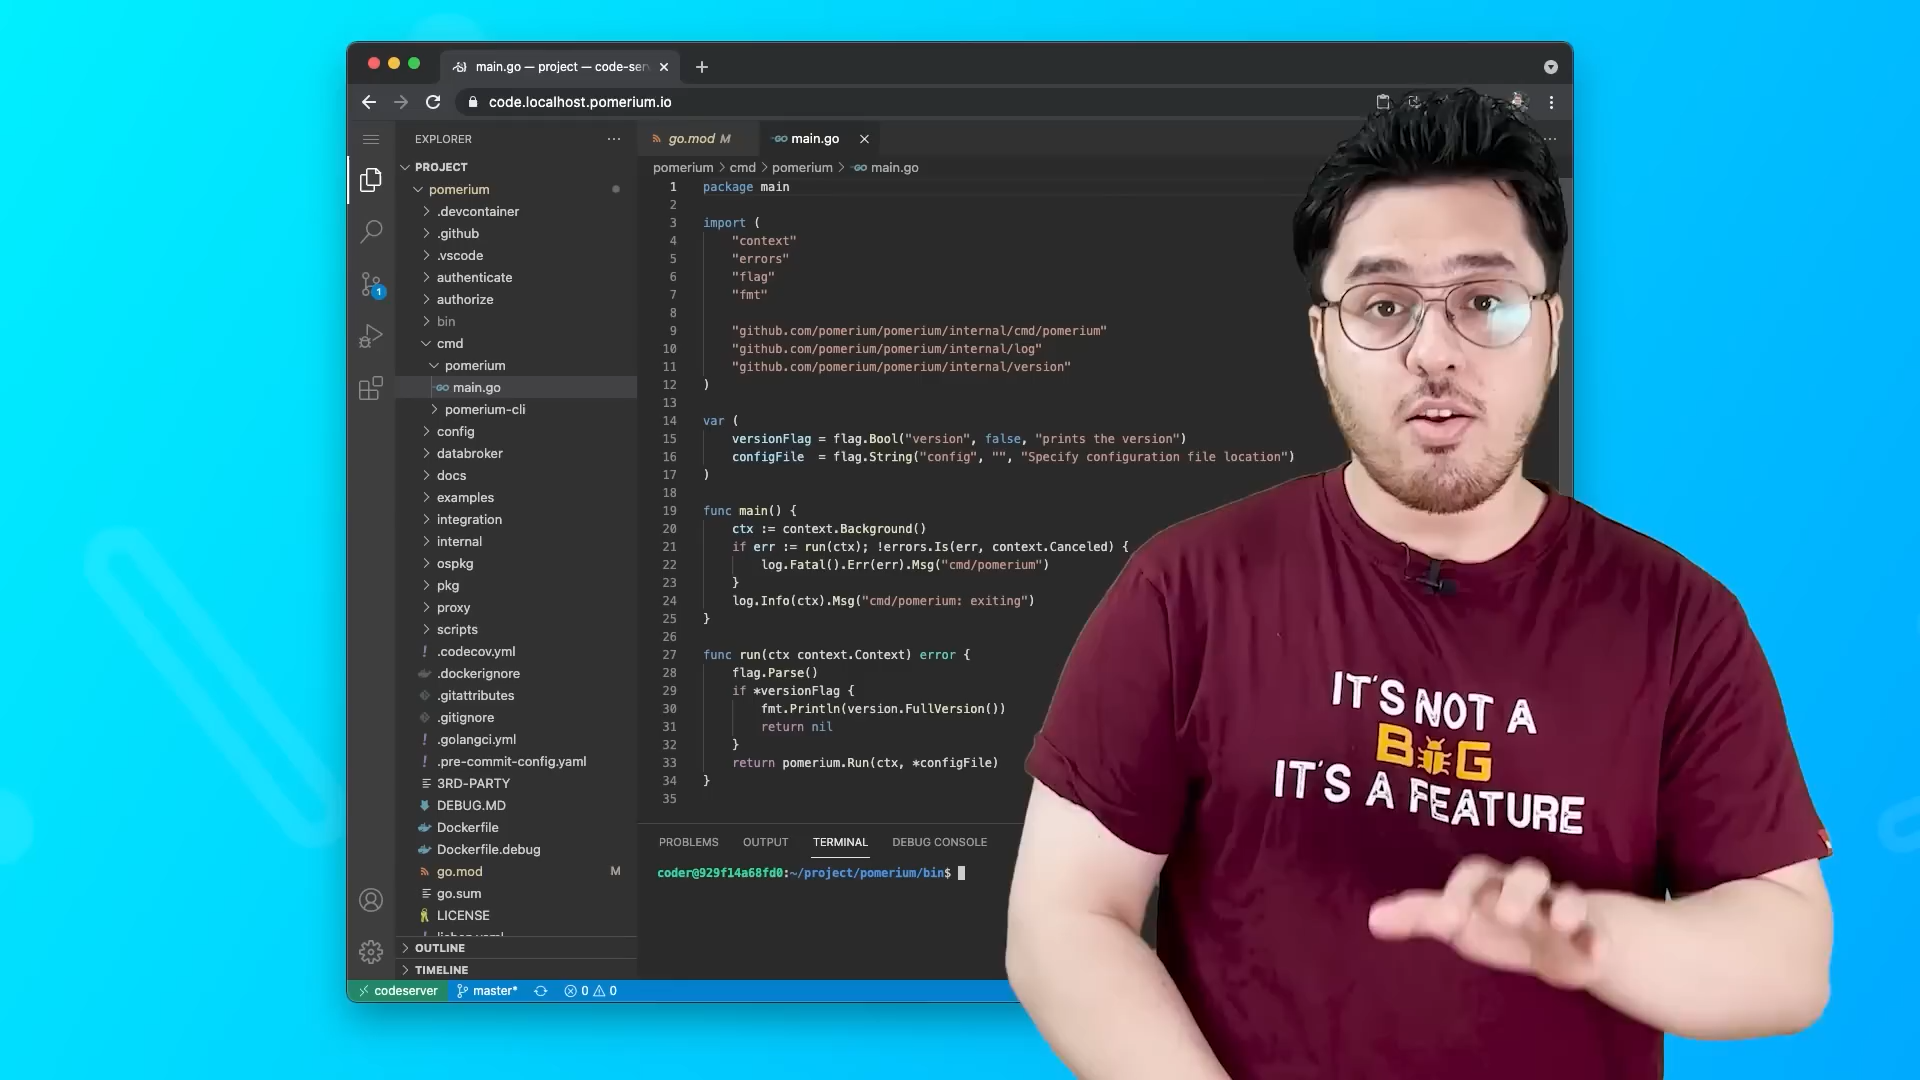 main.go — project — code-ser
code.localhost.pomerium.io
EXPLORER
PROJECT
pomerium
.devcontainer
.github
.vscode
authenticate
authorize
bin
cmd
pomerium
main.go
pomerium-cli
config
databroker
docs
examples
integration
internal
ospkg
pkg
proxy
scripts
! .codecov.yml
.dockerignore
.gitattributes
.gitignore
! .golangci.yml
! .pre-commit-config.yaml
3RD-PARTY
DEBUG.MD
Dockerfile
Dockerfile.debug
go.mod M
go.sum
LICENSE
OUTLINE
TIMELINE
1
go.mod M
GO main.go
pomerium > cmd > pomerium > GO main.go
1 package main
2
3 import (
4 "context"
5 "errors"
6 "flag"
7 "fmt"
8
9 "github.com/pomerium/pomerium/internal/cmd/pomerium"
10 "github.com/pomerium/pomerium/internal/log"
11 "github.com/pomerium/pomerium/internal/version"
12 )
13
14 var (
15 versionFlag = flag.Bool("version", false, "prints the version")
16 configFile  = flag.String("config", "", "Specify configuration file location")
17 )
18
19 func main() {
20 ctx := context.Background()
21 if err := run(ctx); !errors.Is(err, context.Canceled) {
22 log.Fatal().Err(err).Msg("cmd/pomerium")
23 }
24 log.Info(ctx).Msg("cmd/pomerium: exiting")
25 }
26
27 func run(ctx context.Context) error {
28 flag.Parse()
29 if *versionFlag {
30 fmt.Println(version.FullVersion())
31 return nil
32 }
33 return pomerium.Run(ctx, *configFile)
34 }
35
PROBLEMS OUTPUT TERMINAL DEBUG CONSOLE
coder@929f14a68fd0:~/project/pomerium/bin$
codeserver master* 0 0
IT'S NOT A
BUG
IT'S A FEATURE